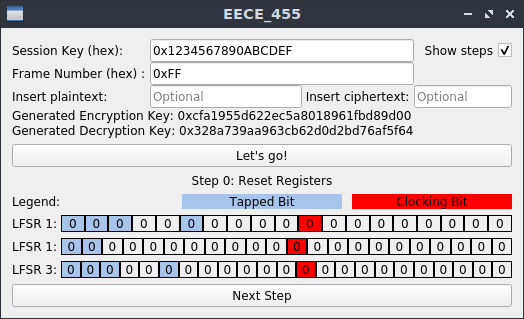 EECE_455
Session Key (hex): 0x1234567890ABCDEF Show steps
Frame Number (hex) : 0xFF
Insert plaintext: Optional Insert ciphertext: Optional
Generated Encryption Key: 0xcfa1955d622ec5a8018961fbd89d00
Generated Decryption Key: 0x328a739aa963cb62d0d2bd76af5f64
Let's go!
Step 0: Reset Registers
Legend: Tapped Bit Clocking Bit
LFSR 1: 0 0 0 0 0 0 0 0 0 0 0 0 0 0 0 0 0 0 0
LFSR 1: 0 0 0 0 0 0 0 0 0 0 0 0 0 0 0 0 0 0 0 0 0 0
LFSR 3: 0 0 0 0 0 0 0 0 0 0 0 0 0 0 0 0 0 0 0 0 0 0 0
Next Step